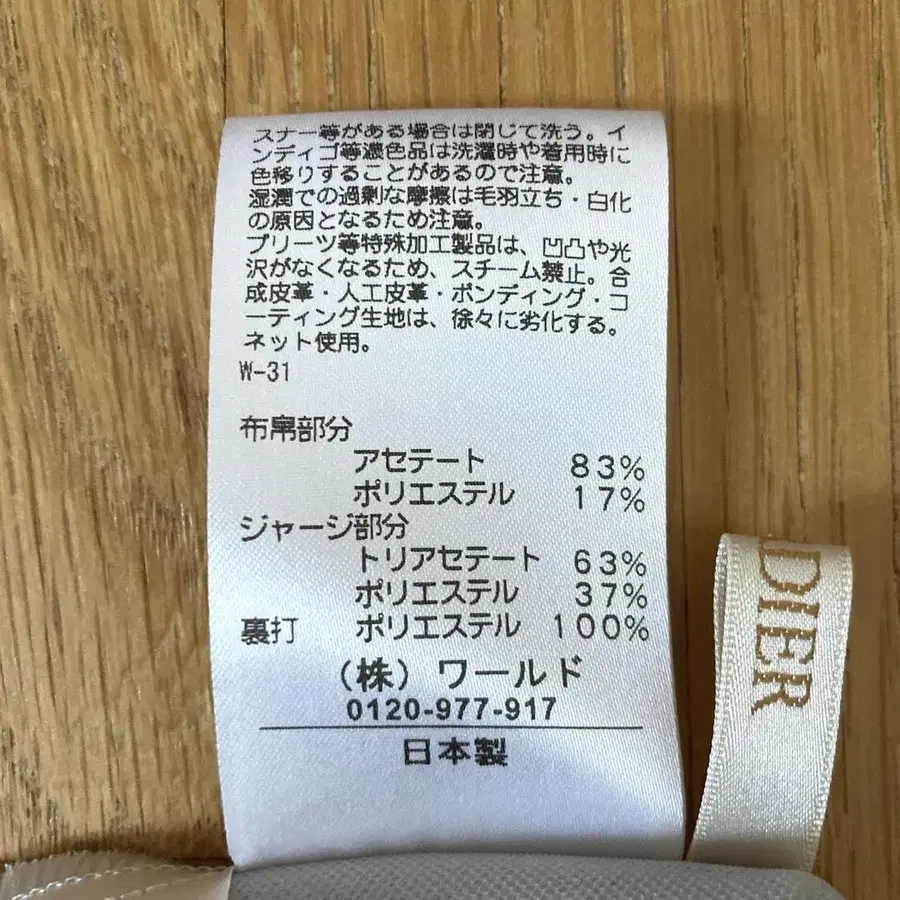 スナー等がある場合は閉じて洗う。イ
ンディゴ等濃色品は洗濯時や着用時に
色移りすることがあるので注意。
湿潤での過剰な摩擦は毛羽立ち・白化
の原因となるため注意。
プリーツ等特殊加工製品は、凹凸や光
沢がなくなるため、スチーム禁止。合
成皮革・人工皮革・ボンディング・コ
ーティング生地は、徐々に劣化する。
ネット使用。
W-31
布帛部分
アセテート 83%
ポリエステル 17%
ジャージ部分
トリアセテート 63%
ポリエステル 37%
裏打 ポリエステル 100%
(株) ワールド
0120-977-917
日本製
DIER